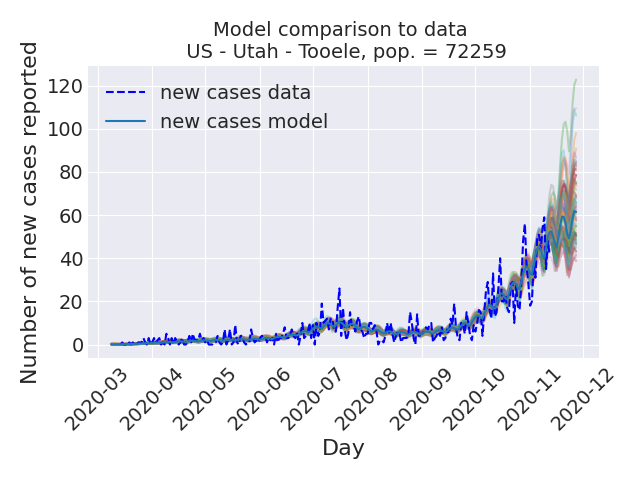 Model comparison to data
US - Utah - Tooele, pop. = 72259
Number of new cases reported
120
100
80
60
40
20
0
new cases data
new cases model
2020-03
2020-04
2020-05
2020-06
2020-07
2020-08
2020-09
2020-10
2020-11
2020-12
Day